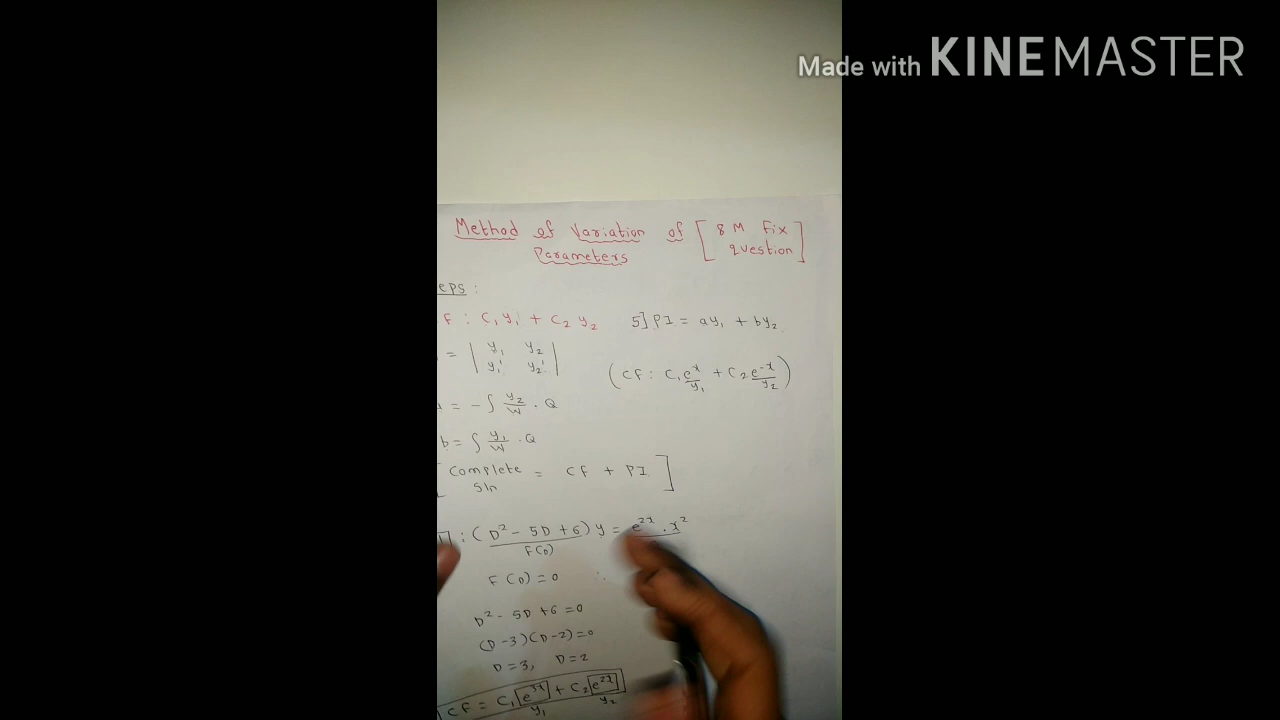 Made with KINEMASTER
Method of Variation of [8 M Fix
Parameters question]
eps :
F : C₁y₁ + C₂y₂ 5] PI = ay₁ + by₂
= | y₁ y₂ |
| y₁' y₂' |
(CF : C₁e^x + C₂e^-x)
y₁ y₂
= -∫ y₂/W . Q
b = ∫ y₁/W . Q
[Complete = CF + PI]
Sln
: (D² - 5D + 6) y = e^2x . x²
F(D)
F(D) = 0 ∴
D² - 5D + 6 = 0
(D - 3)(D - 2) = 0
D = 3, D = 2
CF = C₁ e^3x + C₂ e^2x
y₁ y₂